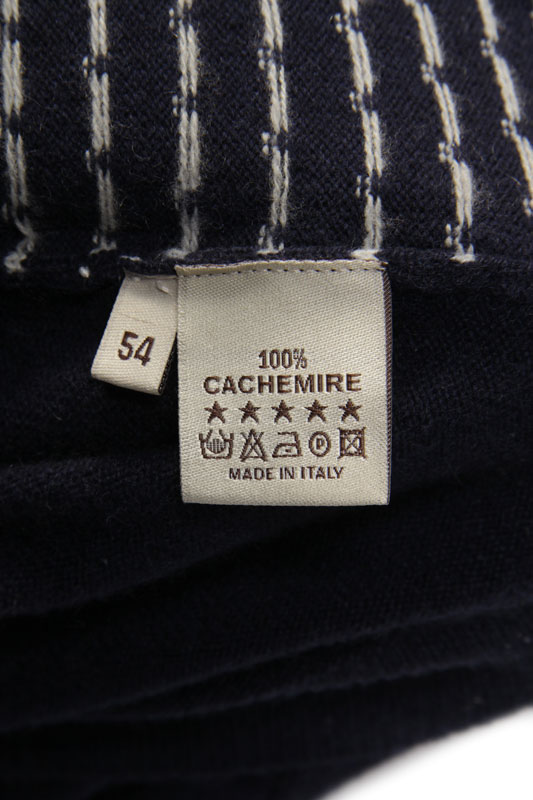 54
100%
CACHEMIRE
★★★★★
D
MADE IN ITALY